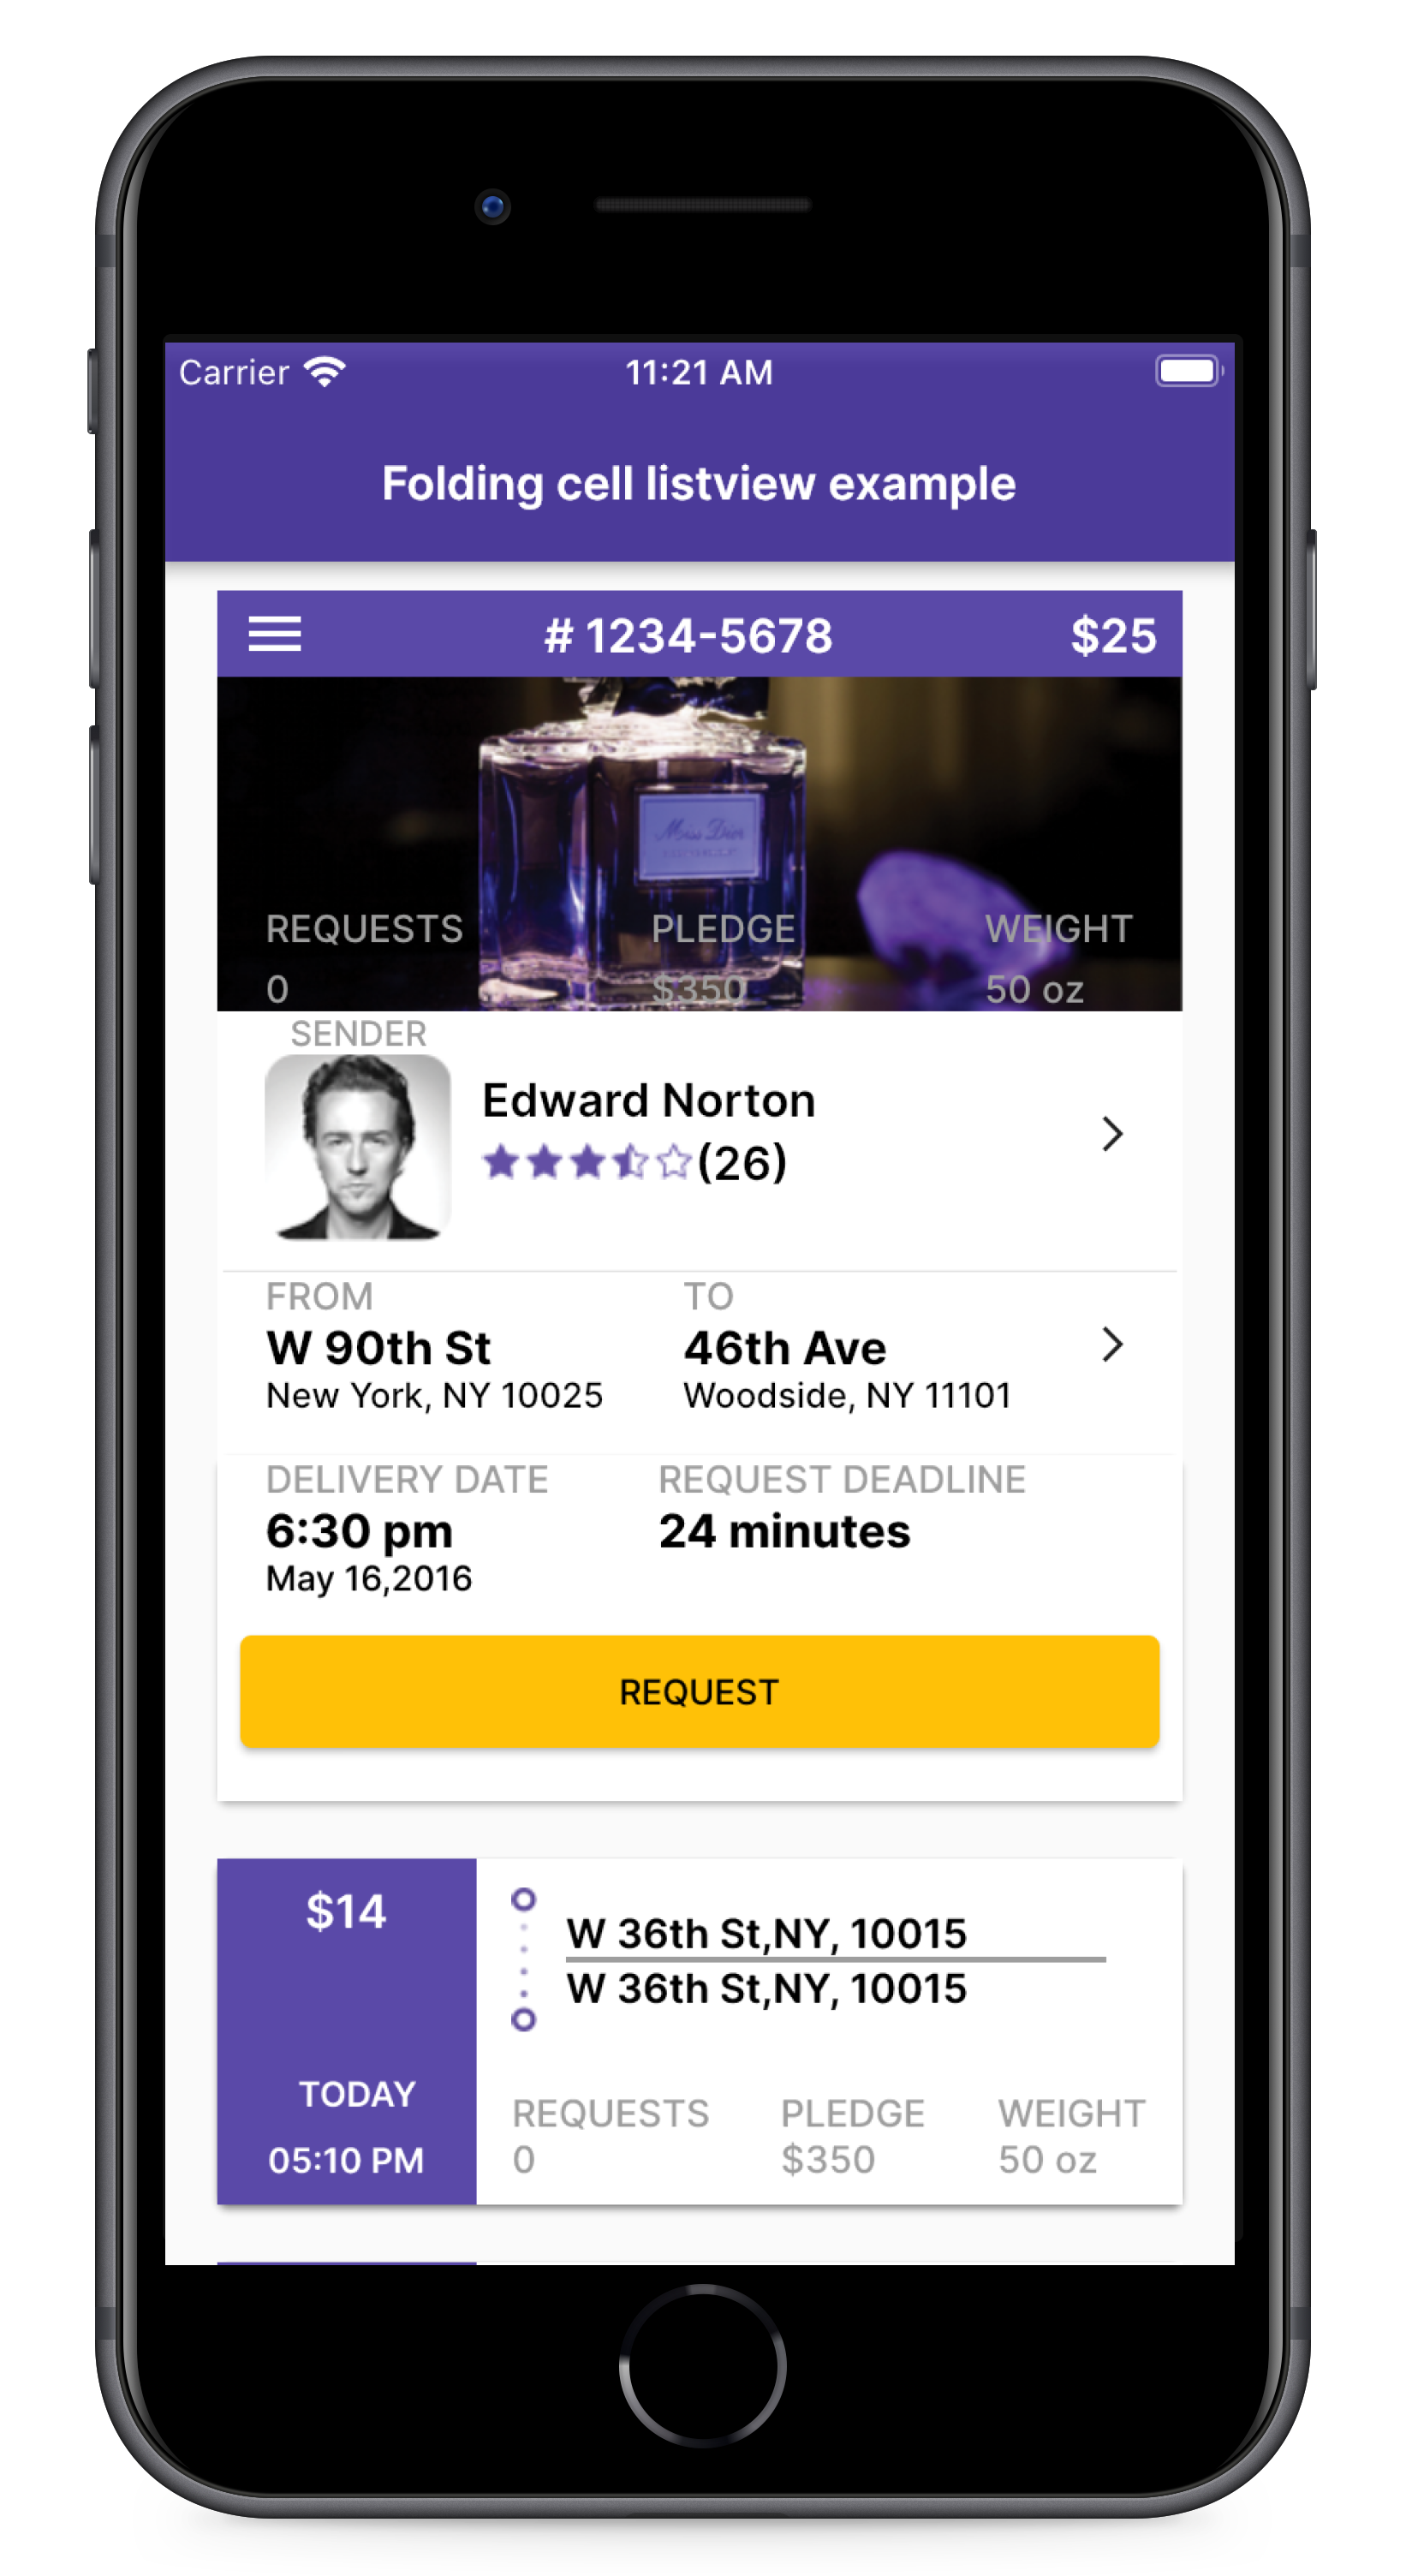 Carrier 11:21 AM
Folding cell listview example
# 1234-5678 $25
Miss Dior
REQUESTS PLEDGE WEIGHT
0 $350 50 oz
SENDER
Edward Norton
(26)
FROM TO
W 90th St 46th Ave
New York, NY 10025 Woodside, NY 11101
DELIVERY DATE REQUEST DEADLINE
6:30 pm 24 minutes
May 16,2016
REQUEST
$14
W 36th St,NY, 10015
W 36th St,NY, 10015
TODAY
05:10 PM
REQUESTS PLEDGE WEIGHT
0 $350 50 oz